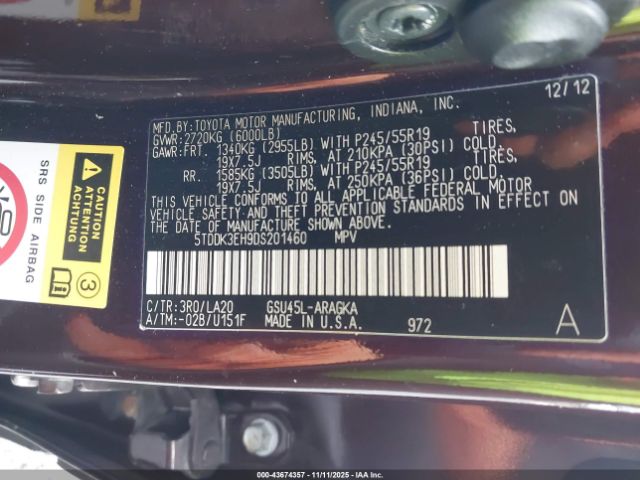 12/12
MFD.BY:TOYOTA MOTOR MANUFACTURING, INDIANA, INC.
GVWR:2720KG (6000LB)
GAWR:FRT. 1340KG (2955LB) WITH P245/55R19 TIRES,
19X7.5J RIMS, AT 210KPA (30PSI) COLD.
RR. 1585KG (3505LB) WITH P245/55R19 TIRES,
19X7.5J RIMS, AT 250KPA (36PSI) COLD.
THIS VEHICLE CONFORMS TO ALL APPLICABLE FEDERAL MOTOR
VEHICLE SAFETY AND THEFT PREVENTION STANDARDS IN EFFECT ON
THE DATE OF MANUFACTURE SHOWN ABOVE.
5TDDK3EH9DS201460 MPV
C/TR:3R0/LA20 GSU45L-ARAGKA
A/TM:-02B/U151F MADE IN U.S.A. 972 A
SRS SIDE AIRBAG
CAUTION
ACHTUNG
3
00-43674357 - 11/11/2025 - IAAI.COM